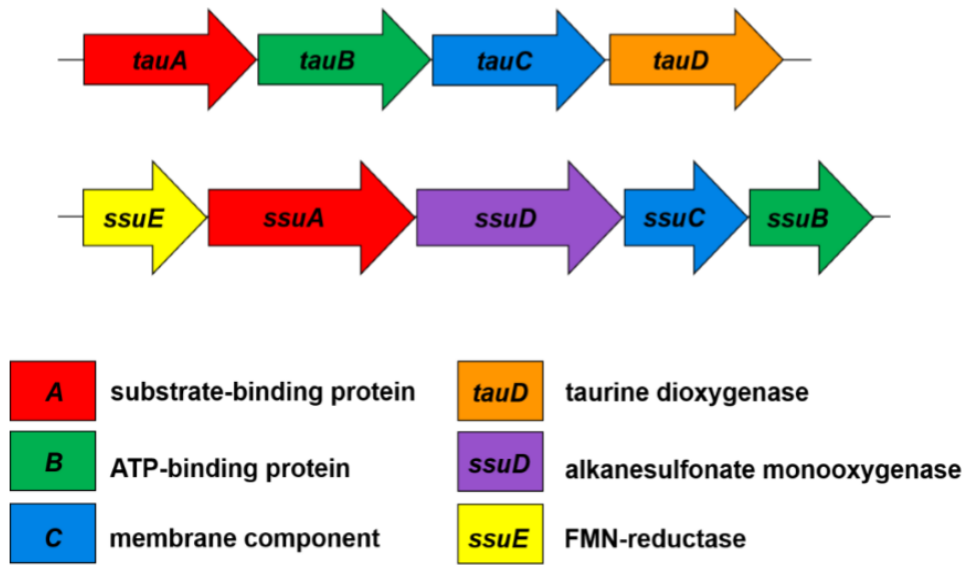 tauA tauB tauC tauD
ssuE ssuA ssuD ssuC ssuB
A substrate-binding protein
tauD taurine dioxygenase
B ATP-binding protein
ssuD alkanesulfonate monooxygenase
C membrane component
ssuE FMN-reductase